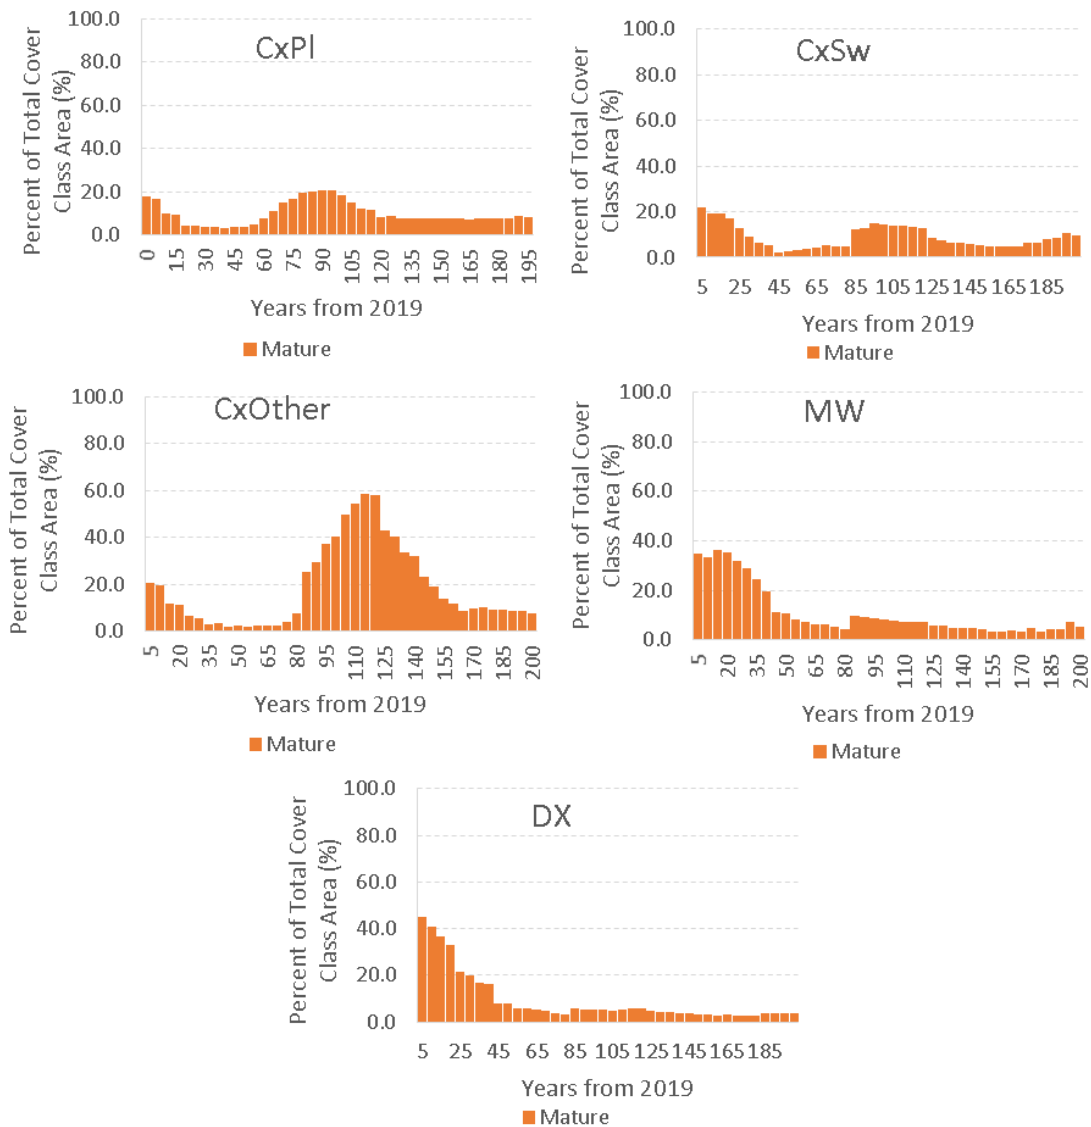 CxPl
Percent of Total Cover
Class Area (%)
100.0
80.0
60.0
40.0
20.0
0.0
0 15 30 45 60 75 90 105 120 135 150 165 180 195
Years from 2019
Mature
CxSw
Percent of Total Cover
Class Area (%)
100.0
80.0
60.0
40.0
20.0
0.0
5 25 45 65 85 105 125 145 165 185
Years from 2019
Mature
CxOther
Percent of Total Cover
Class Area (%)
100.0
80.0
60.0
40.0
20.0
0.0
5 20 35 50 65 80 95 110 125 140 155 170 185 200
Years from 2019
Mature
MW
Percent of Total Cover
Class Area (%)
100.0
80.0
60.0
40.0
20.0
0.0
5 20 35 50 65 80 95 110 125 140 155 170 185 200
Years from 2019
Mature
DX
Percent of Total Cover
Class Area (%)
100.0
80.0
60.0
40.0
20.0
0.0
5 25 45 65 85 105 125 145 165 185
Years from 2019
Mature